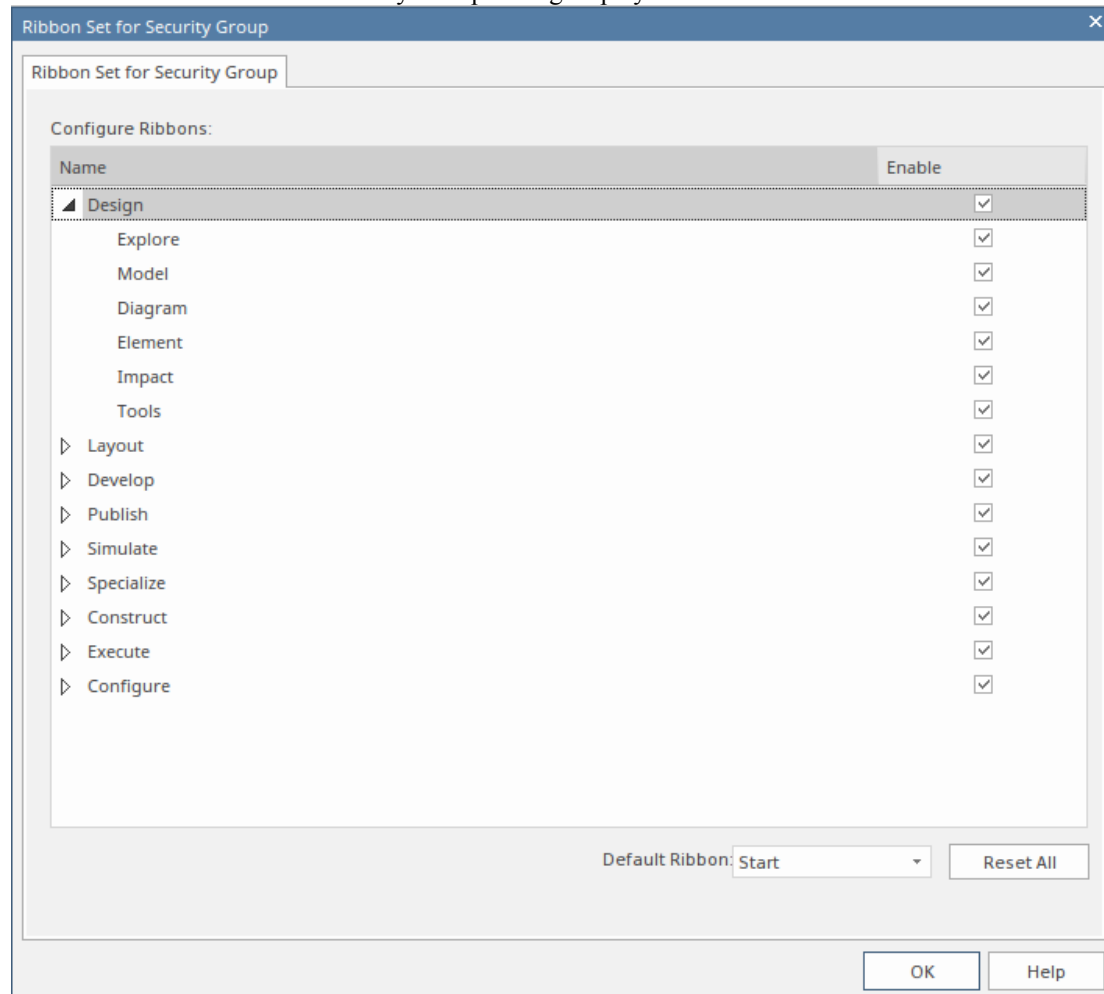 Ribbon Set for Security Group
Ribbon Set for Security Group
Configure Ribbons:
Name Enable
Design
Explore
Model
Diagram
Element
Impact
Tools
Layout
Develop
Publish
Simulate
Specialize
Construct
Execute
Configure
Default Ribbon: Start Reset All
OK Help